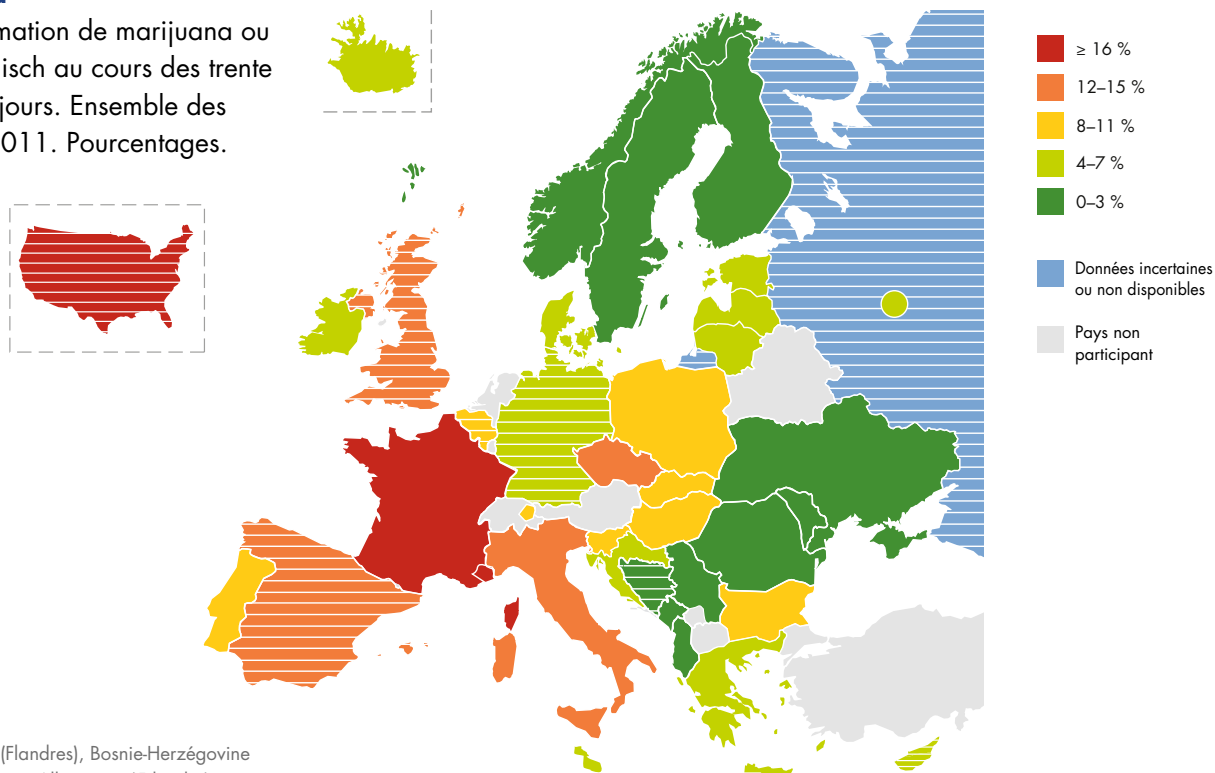 mation de marijuana ou
isch au cours des trente
jours. Ensemble des
011. Pourcentages.
≥ 16 %
12–15 %
8–11 %
4–7 %
0–3 %
Données incertaines
ou non disponibles
Pays non
participant
(Flandres), Bosnie-Herzégovine